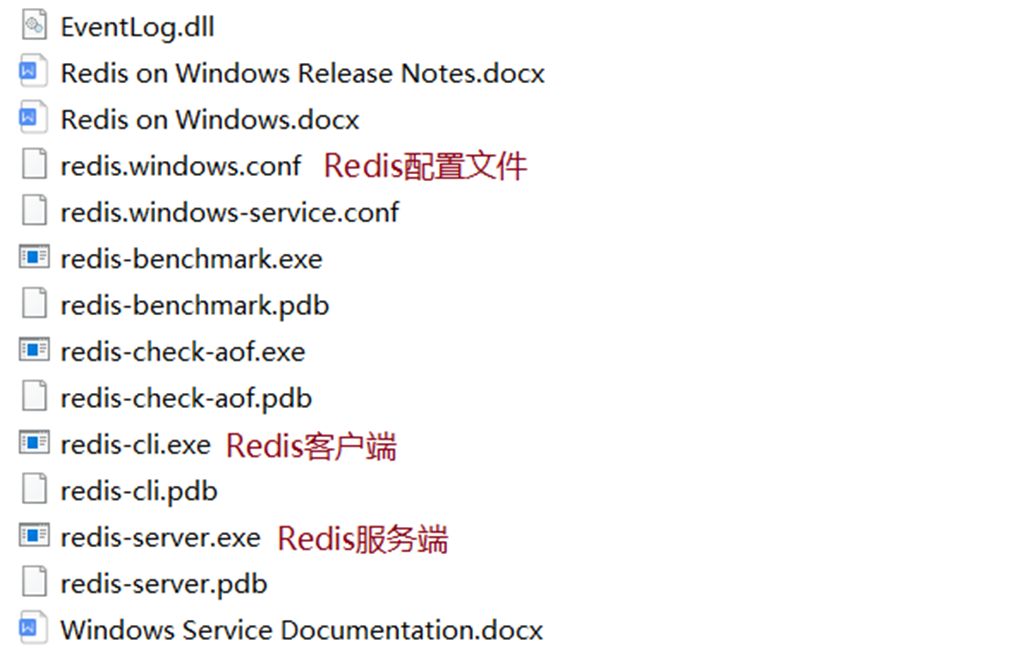 EventLog.dll
Redis on Windows Release Notes.docx
Redis on Windows.docx
redis.windows.conf Redis配置文件
redis.windows-service.conf
redis-benchmark.exe
redis-benchmark.pdb
redis-check-aof.exe
redis-check-aof.pdb
redis-cli.exe Redis客户端
redis-cli.pdb
redis-server.exe Redis服务端
redis-server.pdb
Windows Service Documentation.docx